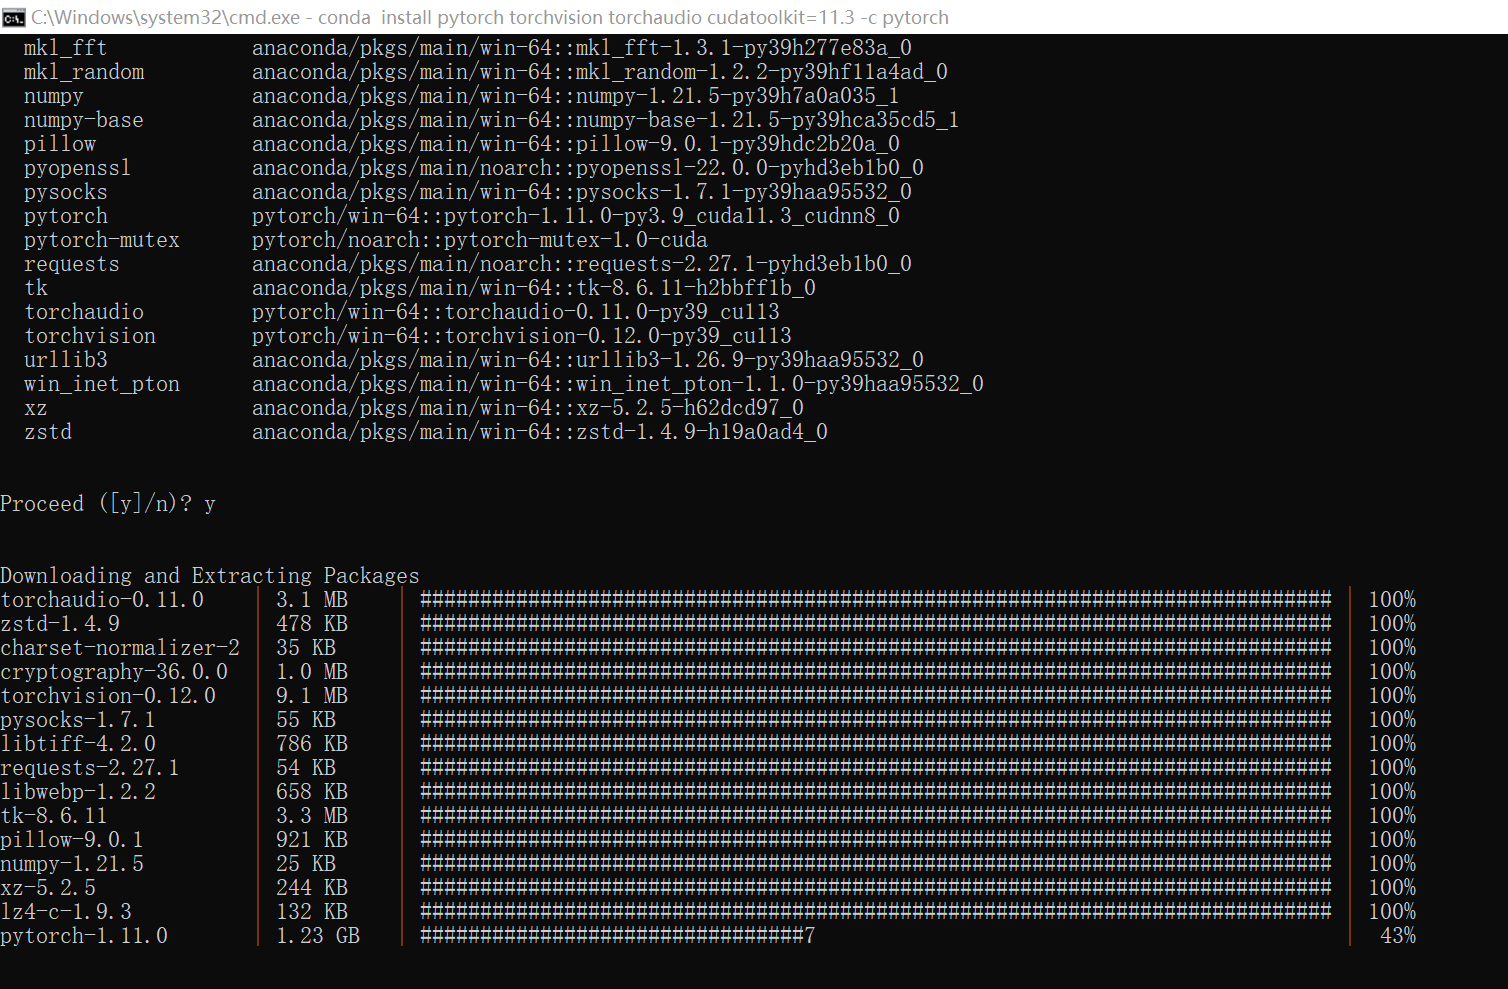 C:\Windows\system32\cmd.exe - conda  install pytorch torchvision torchaudio cudatoolkit=11.3 -c pytorch
mkl_fft            anaconda/pkgs/main/win-64::mkl_fft-1.3.1-py39h277e83a_0
mkl_random         anaconda/pkgs/main/win-64::mkl_random-1.2.2-py39hf11a4ad_0
numpy              anaconda/pkgs/main/win-64::numpy-1.21.5-py39h7a0a035_1
numpy-base         anaconda/pkgs/main/win-64::numpy-base-1.21.5-py39hca35cd5_1
pillow             anaconda/pkgs/main/win-64::pillow-9.0.1-py39hdc2b20a_0
pyopenssl          anaconda/pkgs/main/noarch::pyopenssl-22.0.0-pyhd3eb1b0_0
pysocks            anaconda/pkgs/main/win-64::pysocks-1.7.1-py39haa95532_0
pytorch            pytorch/win-64::pytorch-1.11.0-py3.9_cuda11.3_cudnn8_0
pytorch-mutex      pytorch/noarch::pytorch-mutex-1.0-cuda
requests           anaconda/pkgs/main/noarch::requests-2.27.1-pyhd3eb1b0_0
tk                 anaconda/pkgs/main/win-64::tk-8.6.11-h2bbff1b_0
torchaudio         pytorch/win-64::torchaudio-0.11.0-py39_cu113
torchvision        pytorch/win-64::torchvision-0.12.0-py39_cu113
urllib3            anaconda/pkgs/main/win-64::urllib3-1.26.9-py39haa95532_0
win_inet_pton      anaconda/pkgs/main/win-64::win_inet_pton-1.1.0-py39haa95532_0
xz                 anaconda/pkgs/main/win-64::xz-5.2.5-h62dcd97_0
zstd               anaconda/pkgs/main/win-64::zstd-1.4.9-h19a0ad4_0
Proceed ([y]/n)? y
Downloading and Extracting Packages
torchaudio-0.11.0    | 3.1 MB    | ############################################################################ | 100%
zstd-1.4.9           | 478 KB    | ############################################################################ | 100%
charset-normalizer-2 | 35 KB     | ############################################################################ | 100%
cryptography-36.0.0  | 1.0 MB    | ############################################################################ | 100%
torchvision-0.12.0   | 9.1 MB    | ############################################################################ | 100%
pysocks-1.7.1        | 55 KB     | ############################################################################ | 100%
libtiff-4.2.0        | 786 KB    | ############################################################################ | 100%
requests-2.27.1      | 54 KB     | ############################################################################ | 100%
libwebp-1.2.2        | 658 KB    | ############################################################################ | 100%
tk-8.6.11            | 3.3 MB    | ############################################################################ | 100%
pillow-9.0.1         | 921 KB    | ############################################################################ | 100%
numpy-1.21.5         | 25 KB     | ############################################################################ | 100%
xz-5.2.5             | 244 KB    | ############################################################################ | 100%
lz4-c-1.9.3          | 132 KB    | ############################################################################ | 100%
pytorch-1.11.0       | 1.23 GB   | ################################7                                            |  43%